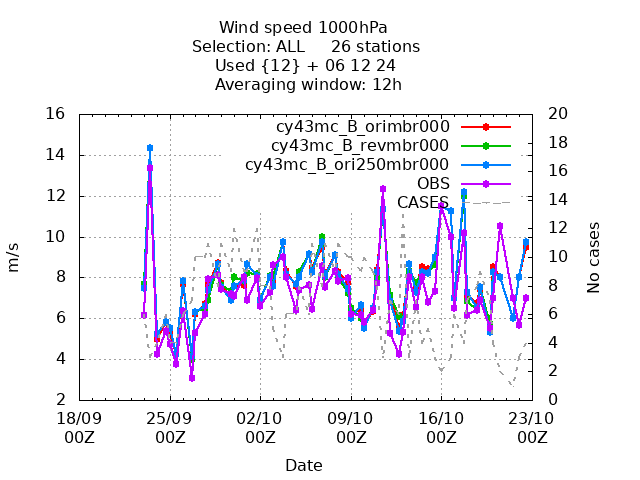 Wind speed 1000hPa
Selection: ALL 26 stations
Used {12} + 06 12 24
Averaging window: 12h
16
14
12
10
8
6
4
2
m/s
20
18
16
14
12
10
8
6
4
2
0
No cases
cy43mc_B_orimbr000
cy43mc_B_revmbr000
cy43mc_B_ori250mbr000
OBS
CASES
18/09 25/09 02/10 09/10 16/10 23/10
00Z 00Z 00Z 00Z 00Z 00Z
Date